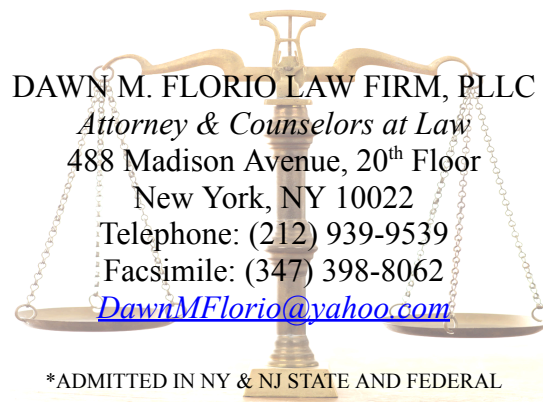 DAWN M. FLORIO LAW FIRM, PLLC
Attorney & Counselors at Law
488 Madison Avenue, 20th Floor
New York, NY 10022
Telephone: (212) 939-9539
Facsimile: (347) 398-8062
DawnMFlorio@yahoo.com
*ADMITTED IN NY & NJ STATE AND FEDERAL